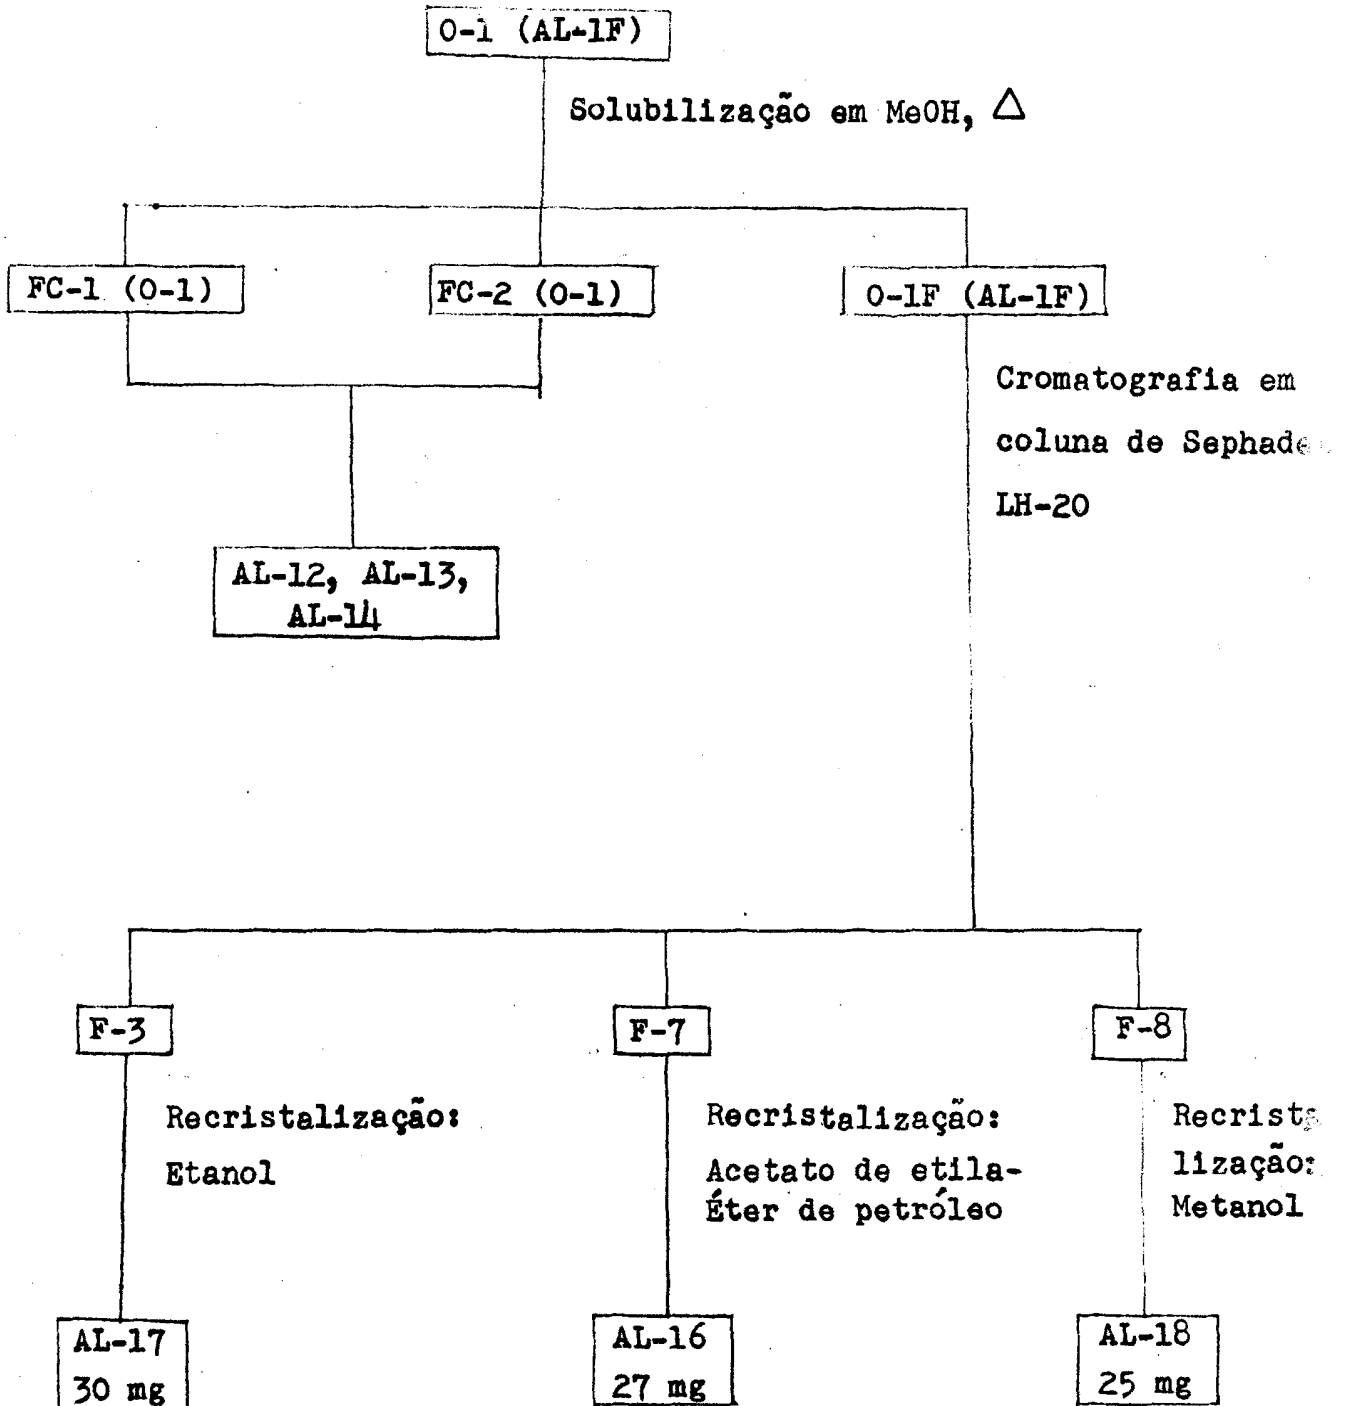 O-1 (AL-1F)
Solubilização em MeOH, △
FC-1 (O-1)
FC-2 (O-1)
O-1F (AL-1F)
Cromatografia em
coluna de
LH-20
AL-12, AL-13,
AL-14
F-3
F-7
F-8
Recristalização:
Etanol
Recristalização:
Acetato de etila-
Éter de petróleo
lização:
Metanol
AL-17
30 mg
AL-16
27 mg
AL-18
25 mg